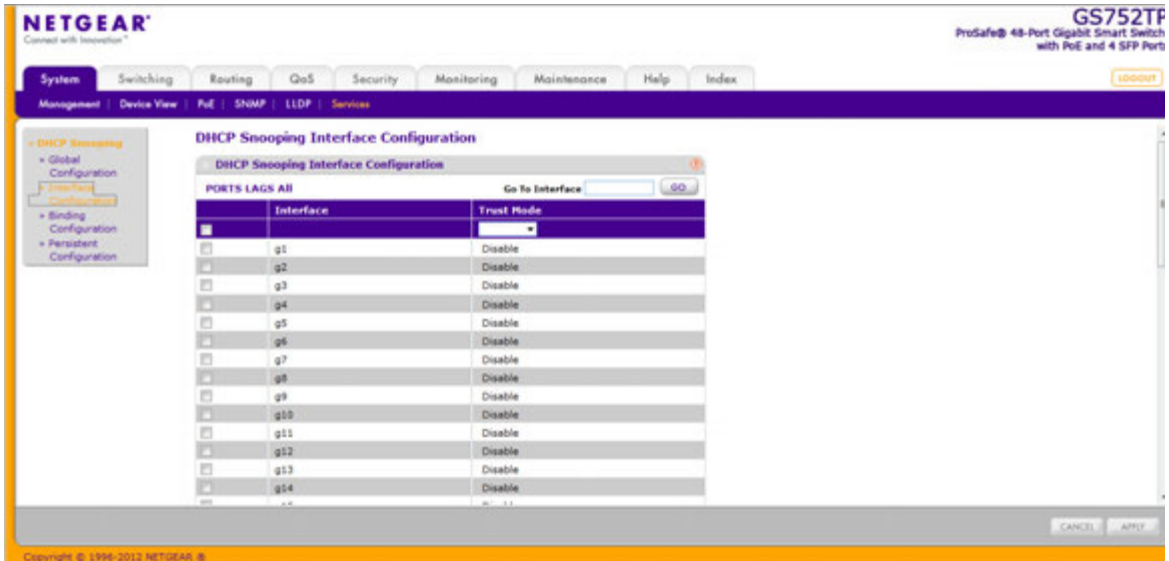 NETGEAR®
Connect with Innovation™
GS752TP
ProSafe® 48-Port Gigabit Smart Switch
with PoE and 4 SFP Ports
System Switching Routing QoS Security Monitoring Maintenance Help Index
LOGOUT
Management | Device View | PoE | SNMP | LLDP | Services
DHCP Snooping
» Global
Configuration
» Interface
Configuration
» Binding
Configuration
» Persistent
Configuration
DHCP Snooping Interface Configuration
DHCP Snooping Interface Configuration
PORTS LAGS All Go To Interface GO
Interface Trust Mode
g1 Disable
g2 Disable
g3 Disable
g4 Disable
g5 Disable
g6 Disable
g7 Disable
g8 Disable
g9 Disable
g10 Disable
g11 Disable
g12 Disable
g13 Disable
g14 Disable
CANCEL APPLY
Copyright © 1996-2012 NETGEAR ®